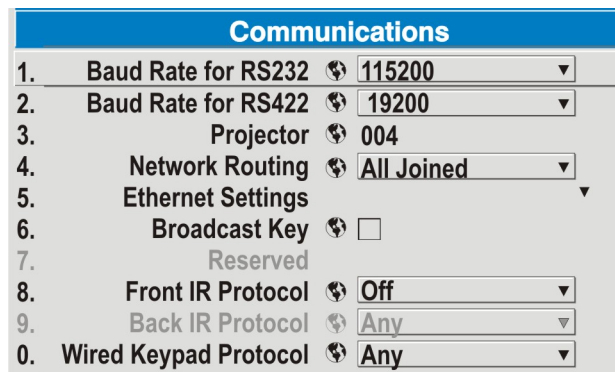 Communications
1. Baud Rate for RS232 115200
2. Baud Rate for RS422 19200
3. Projector 004
4. Network Routing All Joined
5. Ethernet Settings
6. Broadcast Key
7. Reserved
8. Front IR Protocol Off
9. Back IR Protocol Any
0. Wired Keypad Protocol Any